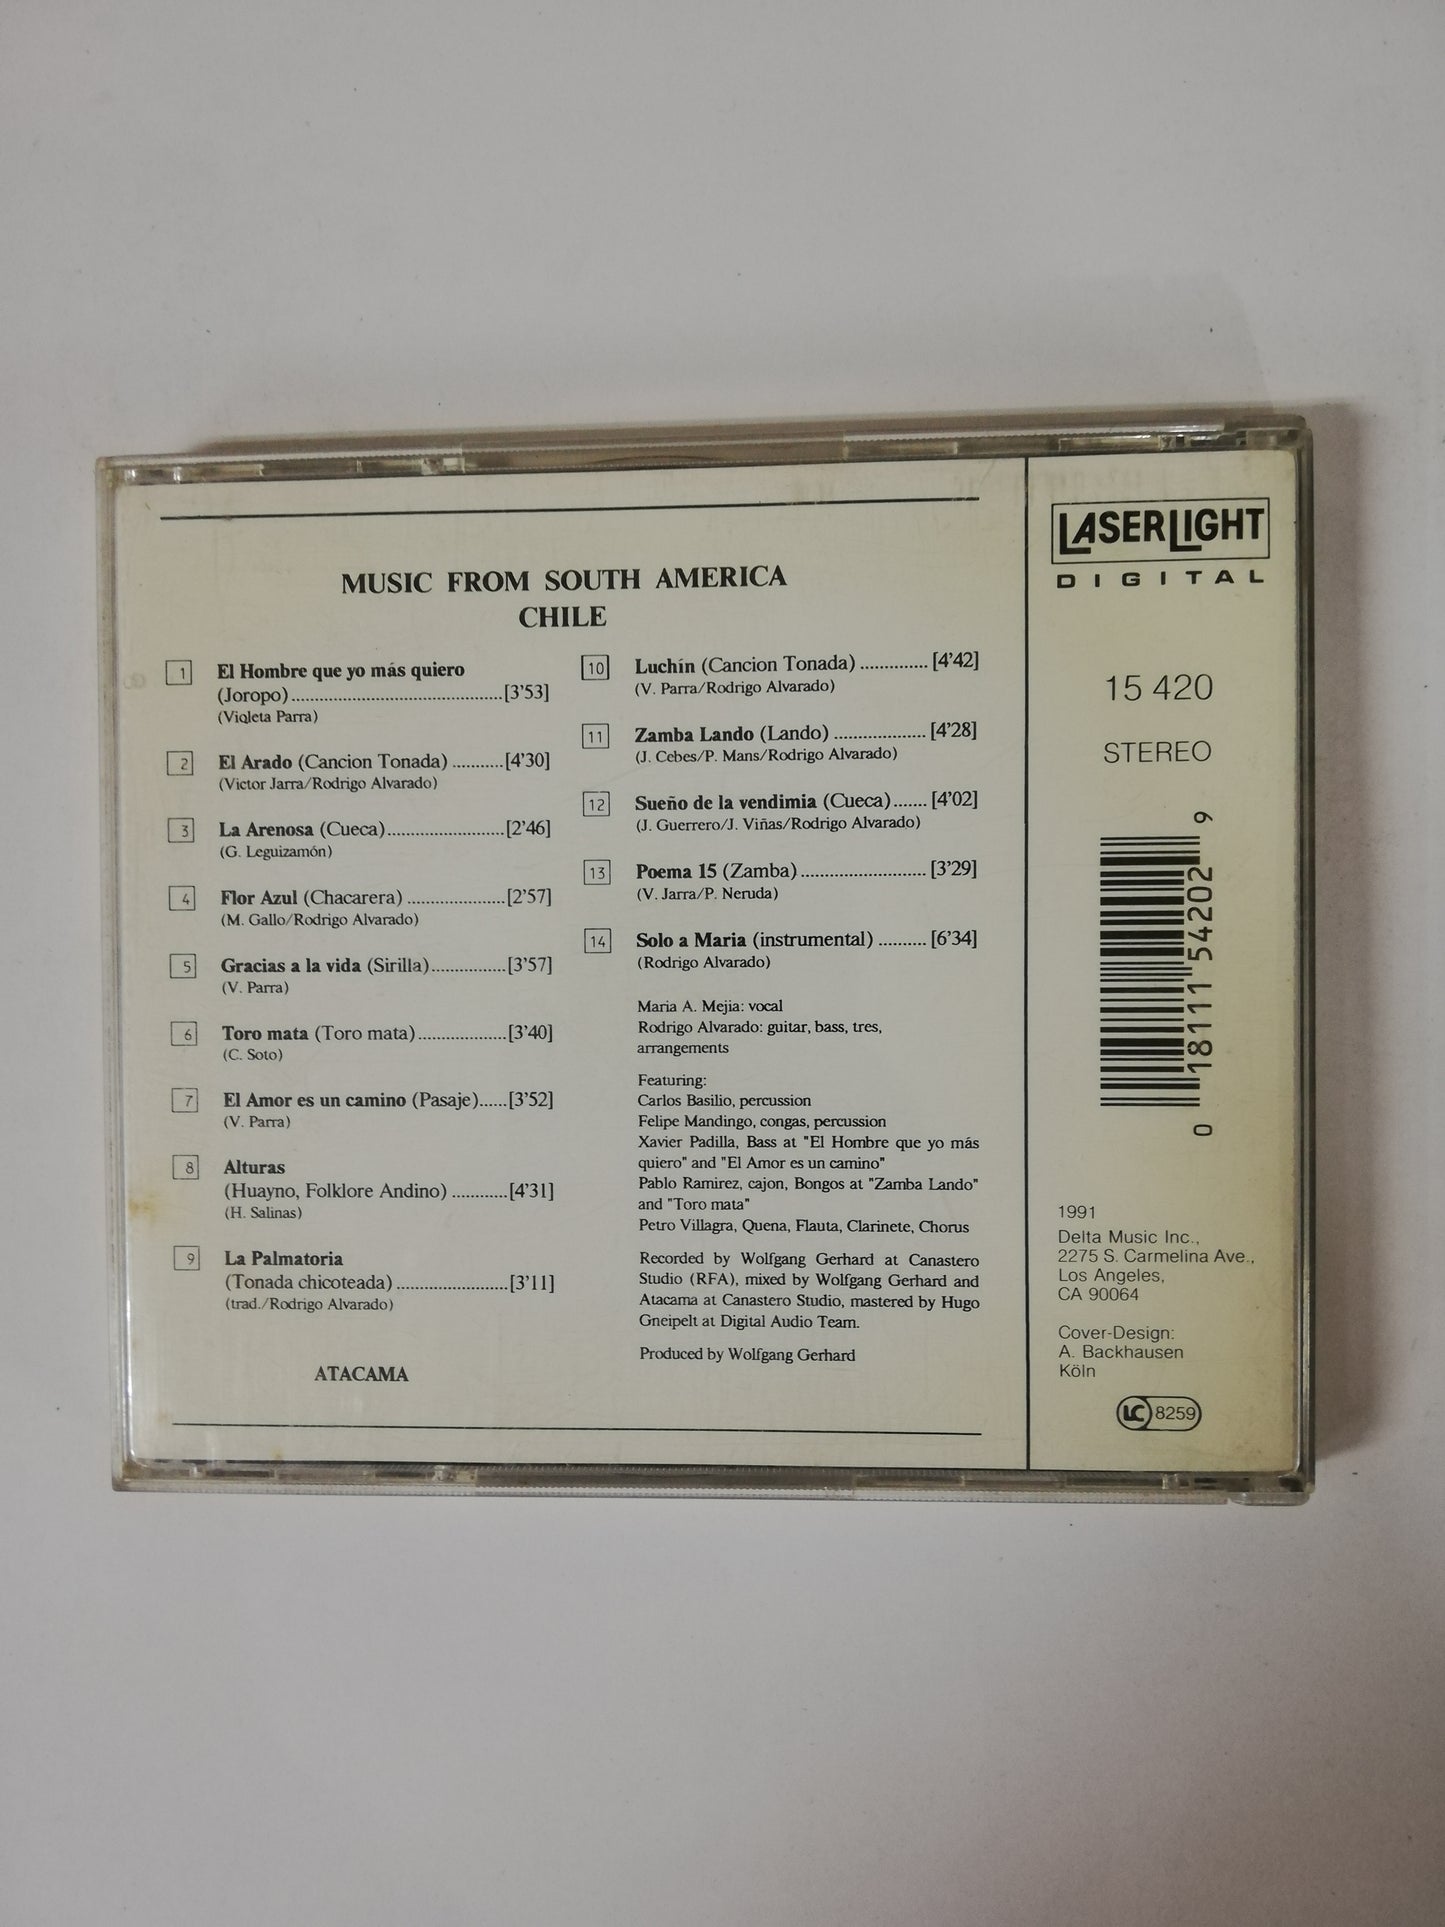 MUSIC FROM SOUTH AMERICA
CHILE
1 El Hombre que yo más quiero
(Joropo)....................................[3'53]
(Violeta Parra)
2 El Arado (Cancion Tonada) ..........[4'30]
(Victor Jarra/Rodrigo Alvarado)
3 La Arenosa (Cueca)........................[2'46]
(G. Leguizamón)
4 Flor Azul (Chacarera) ....................[2'57]
(M. Gallo/Rodrigo Alvarado)
5 Gracias a la vida (Sirilla)...............[3'57]
(V. Parra)
6 Toro mata (Toro mata)..................[3'40]
(C. Soto)
7 El Amor es un camino (Pasaje)......[3'52]
(V. Parra)
8 Alturas
(Huayno, Folklore Andino) ...........[4'31]
(H. Salinas)
9 La Palmatoria
(Tonada chicoteada) ......................[3'11]
(trad./Rodrigo Alvarado)
ATACAMA
10 Luchín (Cancion Tonada) .............. [4'42]
(V. Parra/Rodrigo Alvarado)
11 Zamba Lando (Lando) ................... [4'28]
(J. Cebes/P. Mans/Rodrigo Alvarado)
12 Sueño de la vendimia (Cueca)....... [4'02]
(J. Guerrero/J. Viñas/Rodrigo Alvarado)
13 Poema 15 (Zamba).......................... [3'29]
(V. Jarra/P. Neruda)
14 Solo a Maria (instrumental) .......... [6'34]
(Rodrigo Alvarado)
Maria A. Mejia: vocal
Rodrigo Alvarado: guitar, bass, tres,
arrangements
Featuring:
Carlos Basilio, percussion
Felipe Mandingo, congas, percussion
Xavier Padilla, Bass at "El Hombre que yo más
quiero" and "El Amor es un camino"
Pablo Ramirez, cajon, Bongos at "Zamba Lando"
and "Toro mata"
Petro Villagra, Quena, Flauta, Clarinete, Chorus
Recorded by Wolfgang Gerhard at Canastero
Studio (RFA), mixed by Wolfgang Gerhard and
Atacama at Canastero Studio, mastered by Hugo
Gneipelt at Digital Audio Team.
Produced by Wolfgang Gerhard
LASERLIGHT
DIGITAL
15 420
STEREO
0 18111 54202 9
1991
Delta Music Inc.,
2275 S. Carmelina Ave.,
Los Angeles,
CA 90064
Cover-Design:
A. Backhausen
Köln
LC 8259